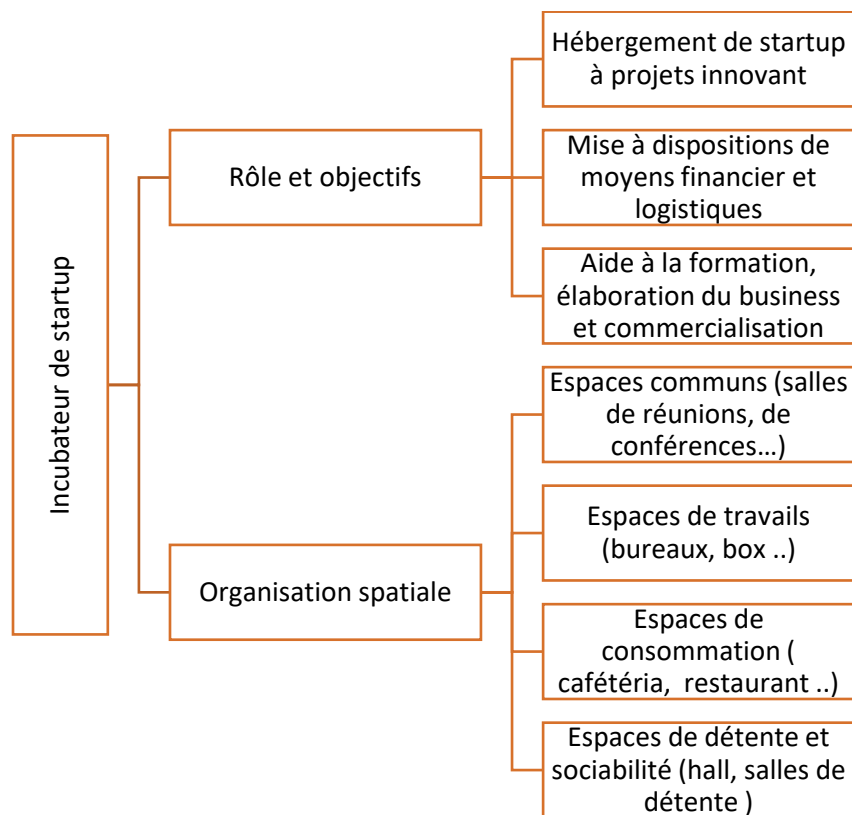 Incubateur de startup
Rôle et objectifs
Hébergement de startup
à projets innovant
Mise à dispositions de
moyens financier et
logistiques
Aide à la formation,
élaboration du business
et commercialisation
Organisation spatiale
Espaces communs (salles
de réunions, de
conférences…)
Espaces de travails
(bureaux, box ..)
Espaces de
consommation (
cafétéria, restaurant ..)
Espaces de détente et
sociabilité (hall, salles de
détente )